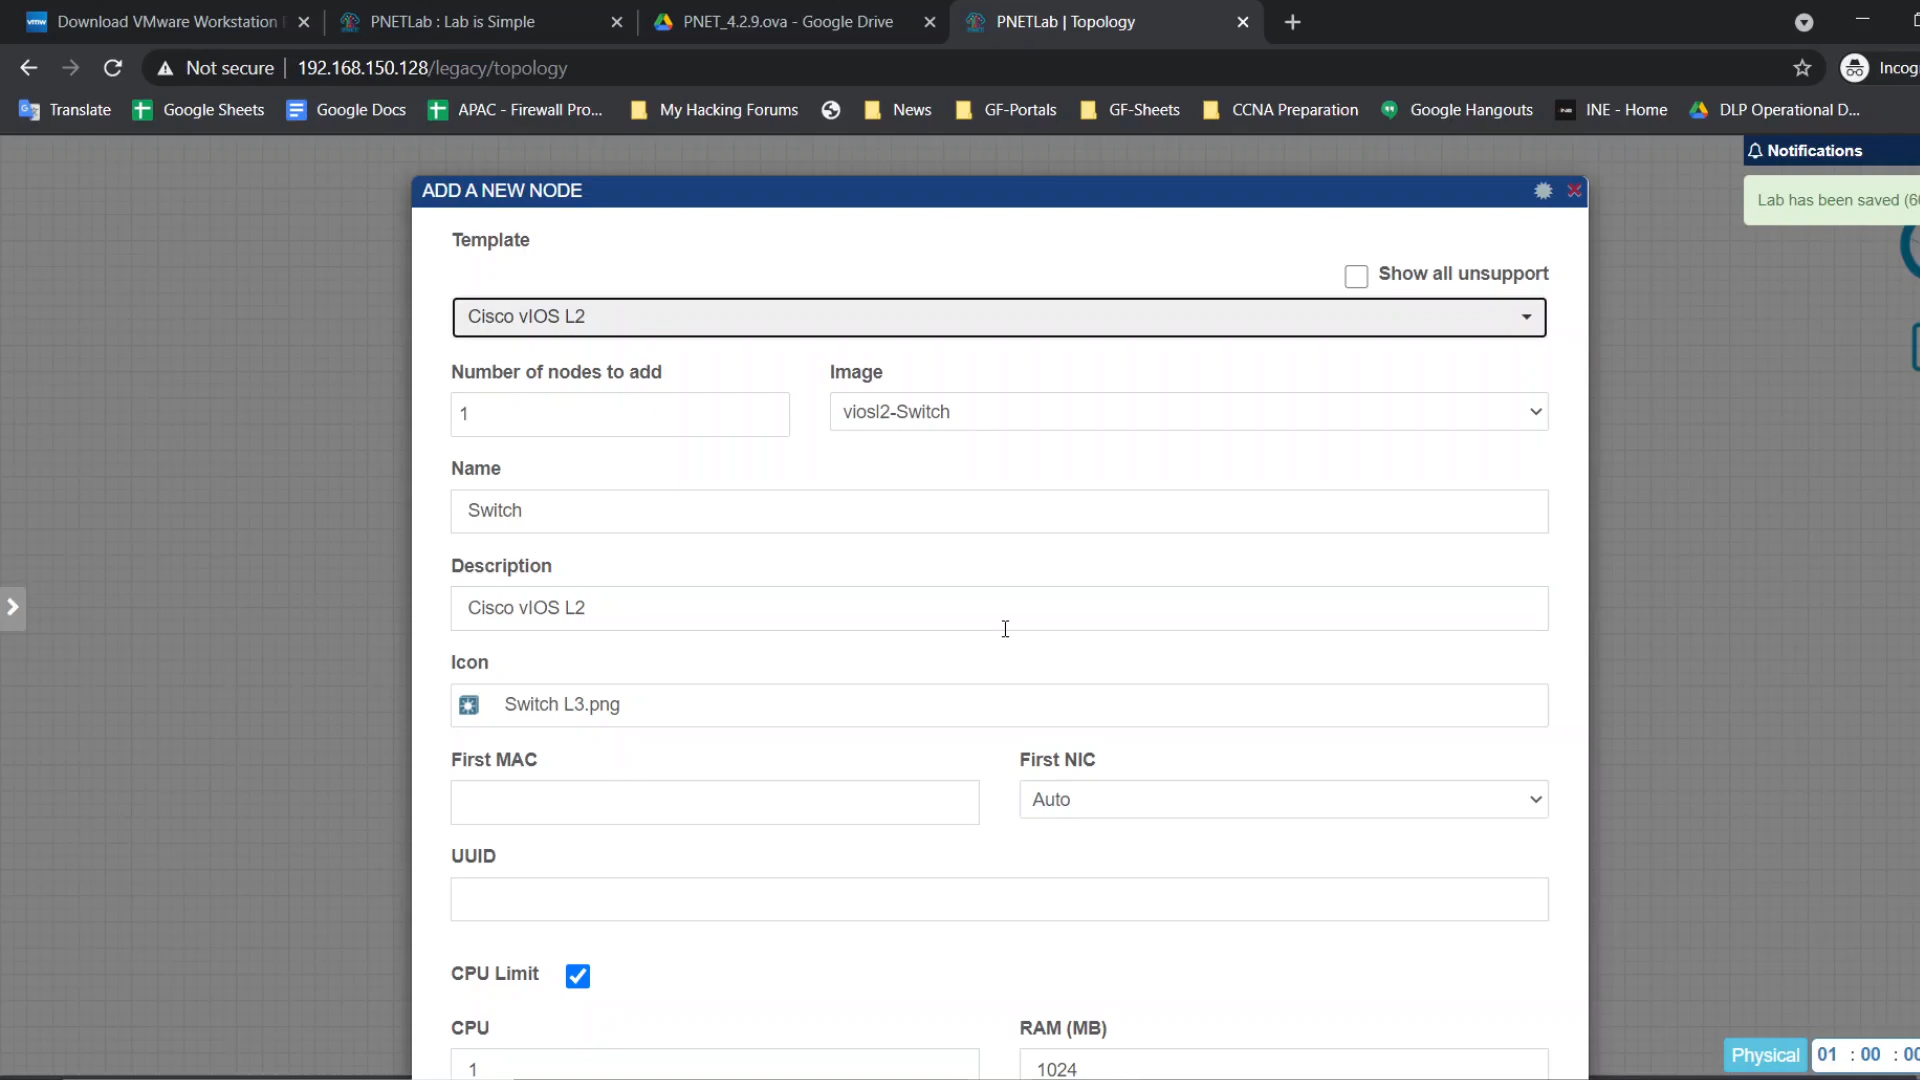 Download VMware Workstation
PNETLab : Lab is Simple
PNET_4.2.9.ova - Google Drive
PNETLab | Topology
Not secure
192.168.150.128/legacy/topology
Incog
Translate
Google Sheets
Google Docs
APAC - Firewall Pro...
My Hacking Forums
News
GF-Portals
GF-Sheets
CCNA Preparation
Google Hangouts
INE - Home
DLP Operational D...
Notifications
Lab has been saved (6
ADD A NEW NODE
Template
Show all unsupport
Cisco vIOS L2
Number of nodes to add
Image
1
viosl2-Switch
Name
Switch
Description
Cisco vIOS L2
Icon
Switch L3.png
First MAC
First NIC
Auto
UUID
CPU Limit
CPU
RAM (MB)
1
1024
Physical
01 : 00 : 00